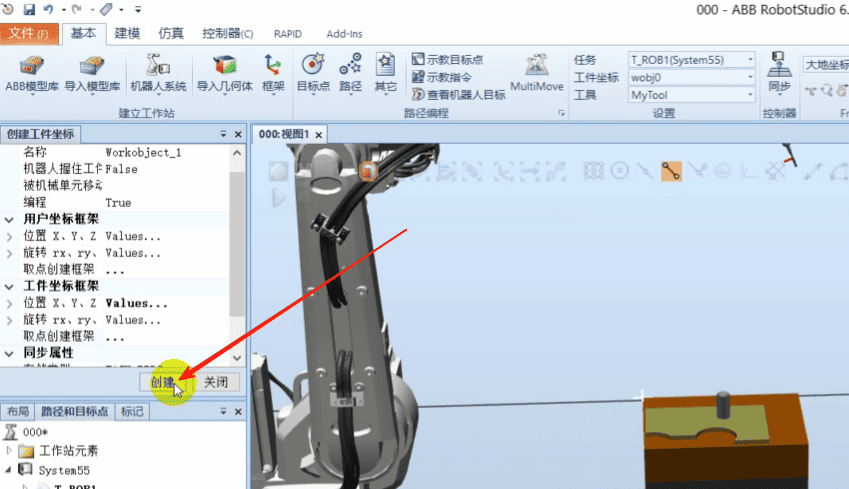 000 - ABB RobotStudio 6.
文件(F) 基本 建模 仿真 控制器(C) RAPID Add-Ins
ABB模型库 导入模型库 机器人系统 导入几何体 框架
建立工作站
目标点 路径 其它
示教目标点
示教指令
查看机器人目标
MultiMove
路径编程
任务 T_ROB1(System55)
工件坐标 wobj0
工具 MyTool
设置
同步
控制器
大地坐标
Fr
创建工件坐标
000:视图1
名称 Workobject_1
机器人握住工件 False
被机械单元移动
编程 True
用户坐标框架
位置 X、Y、Z Values...
旋转 rx、ry、 Values...
取点创建框架 ...
工件坐标框架
位置 X、Y、Z Values...
旋转 rx、ry、 Values...
取点创建框架 ...
同步属性
创建 关闭
布局 路径和目标点 标记
000*
工作站元素
System55
T_ROB1